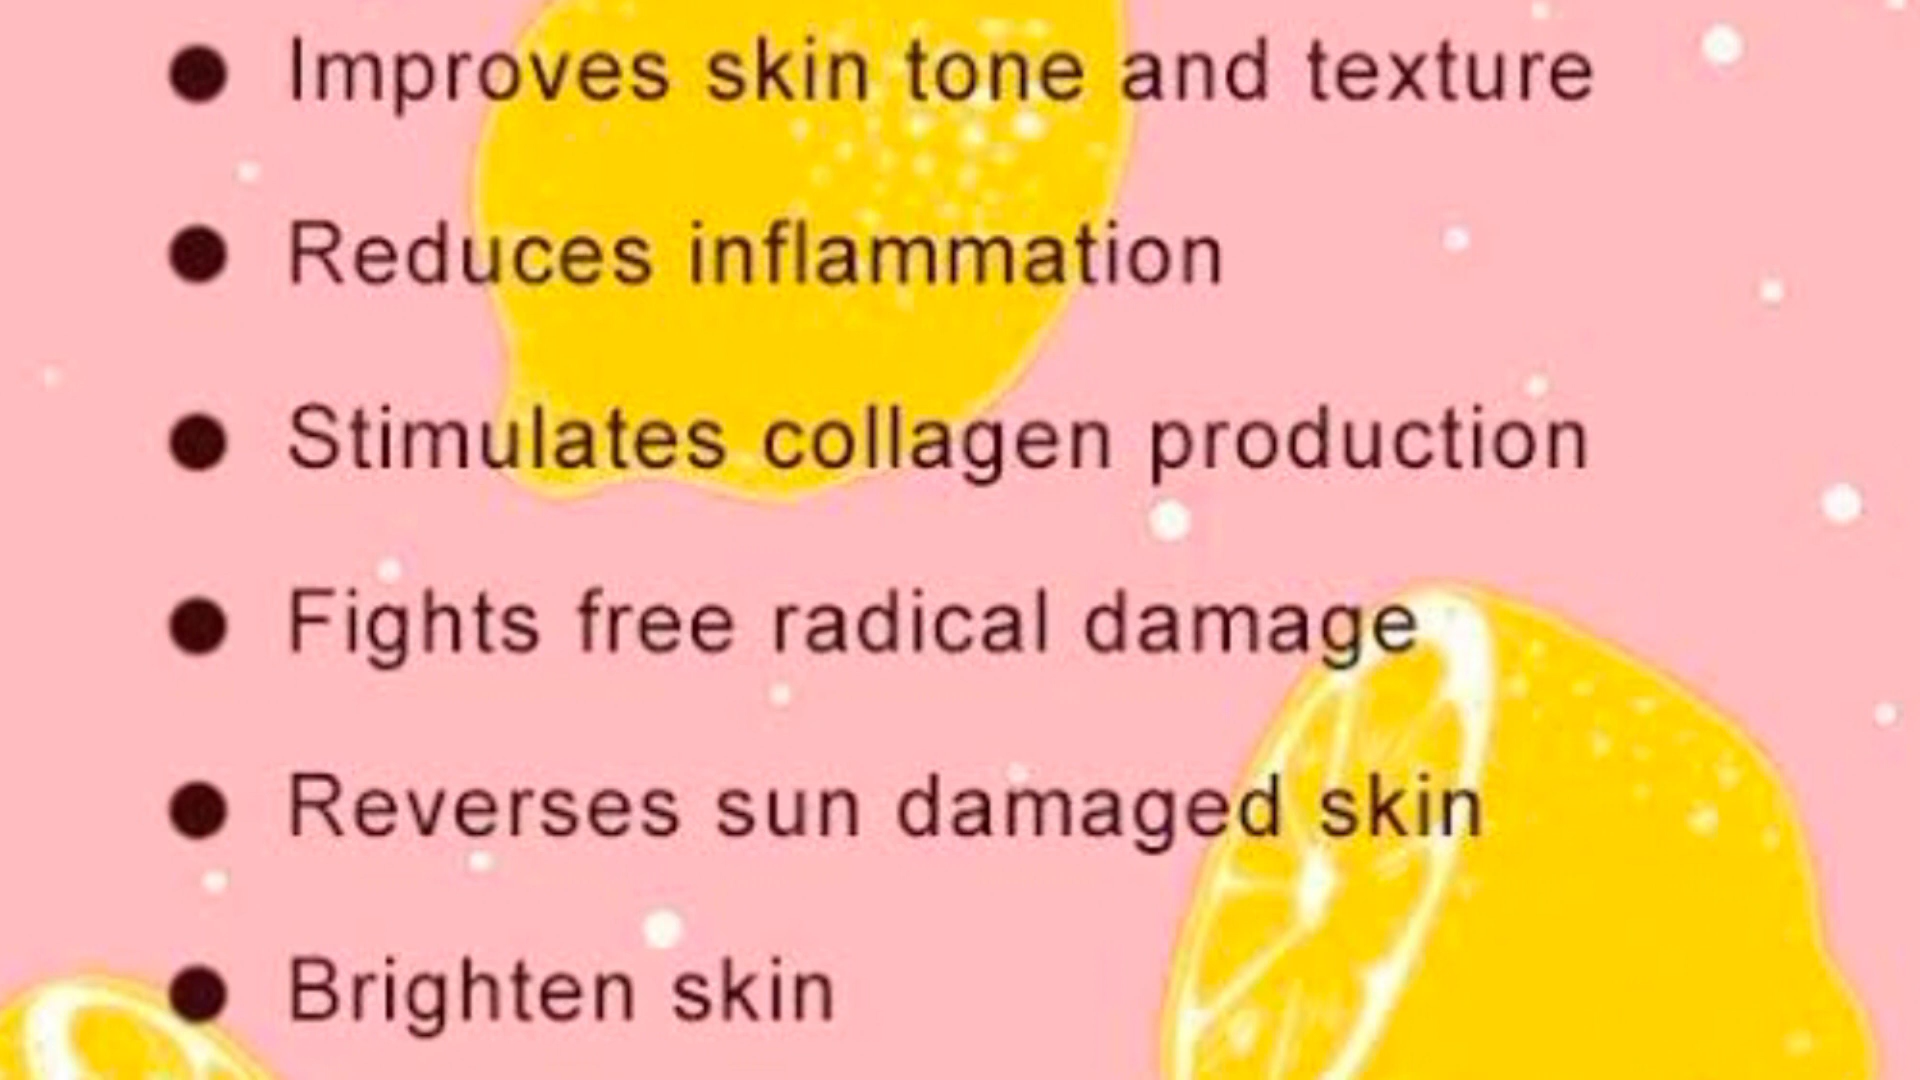 ● Improves skin tone and texture
● Reduces inflammation
● Stimulates collagen production
● Fights free radical damage
● Reverses sun damaged skin
● Brighten skin